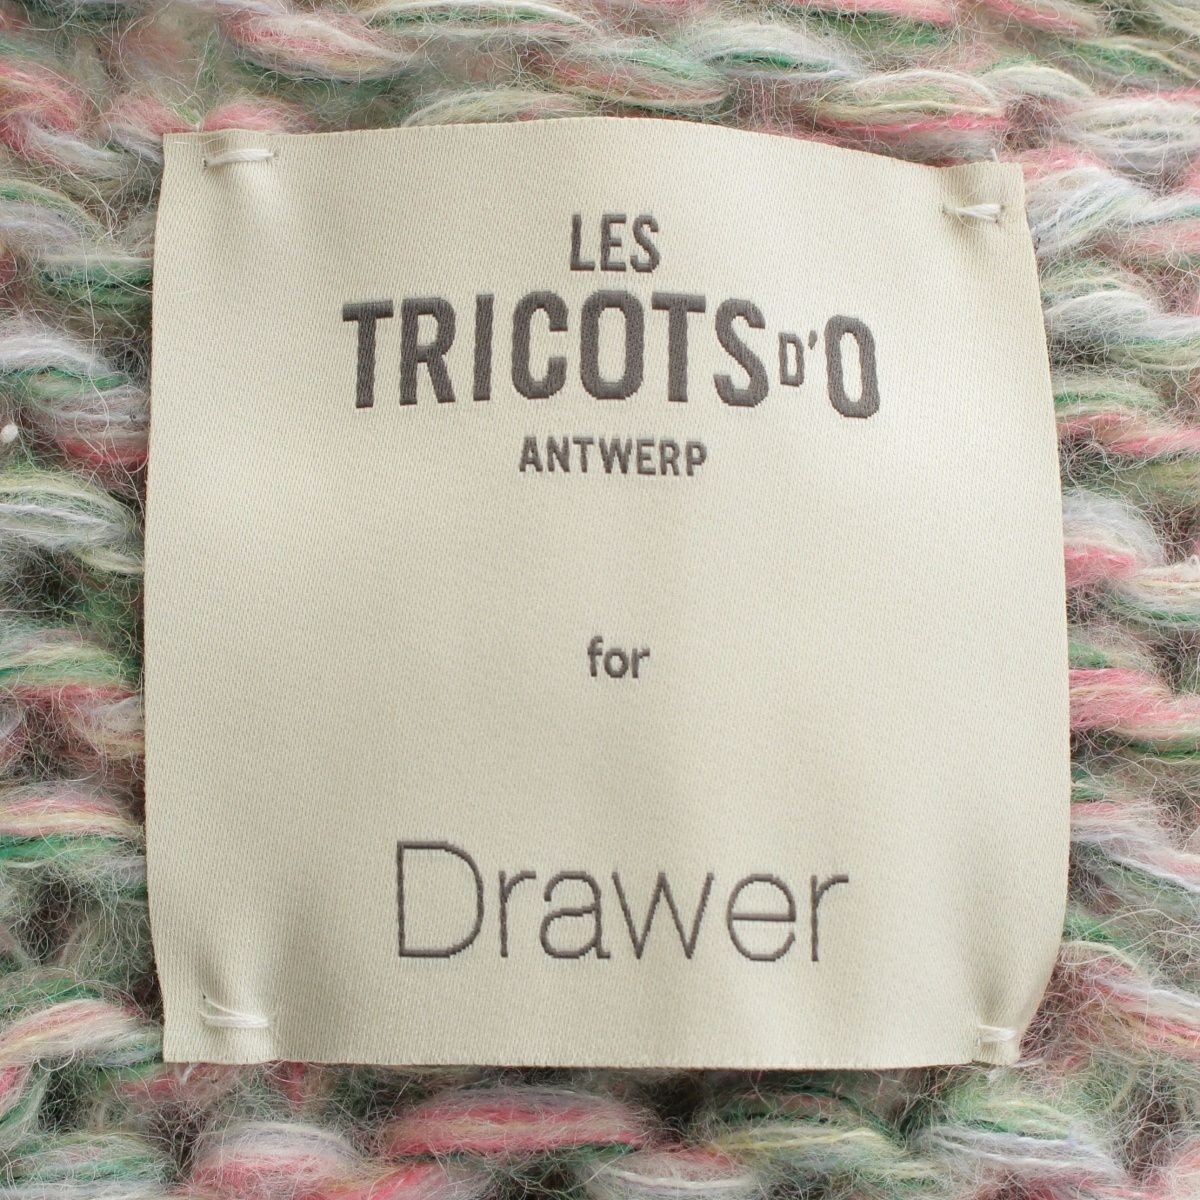 LES
TRICOTS D'O
ANTWERP
for
Drawer